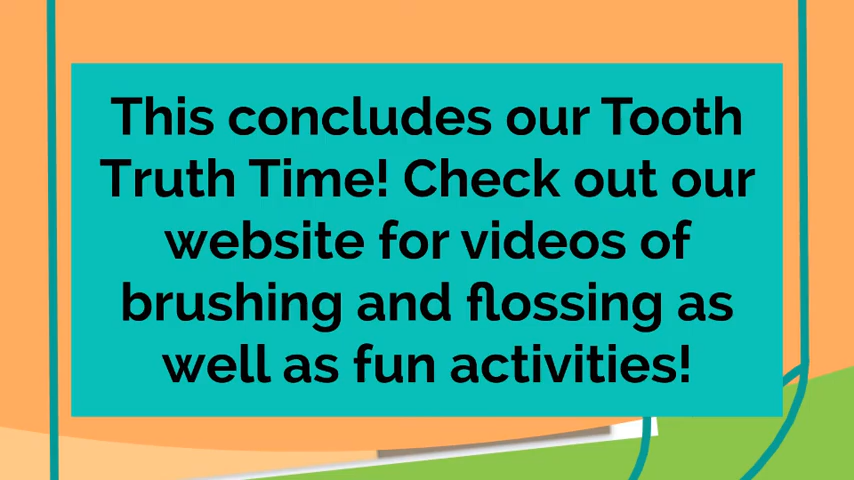 This concludes our Tooth
Truth Time! Check out our
website for videos of
brushing and flossing as
well as fun activities!